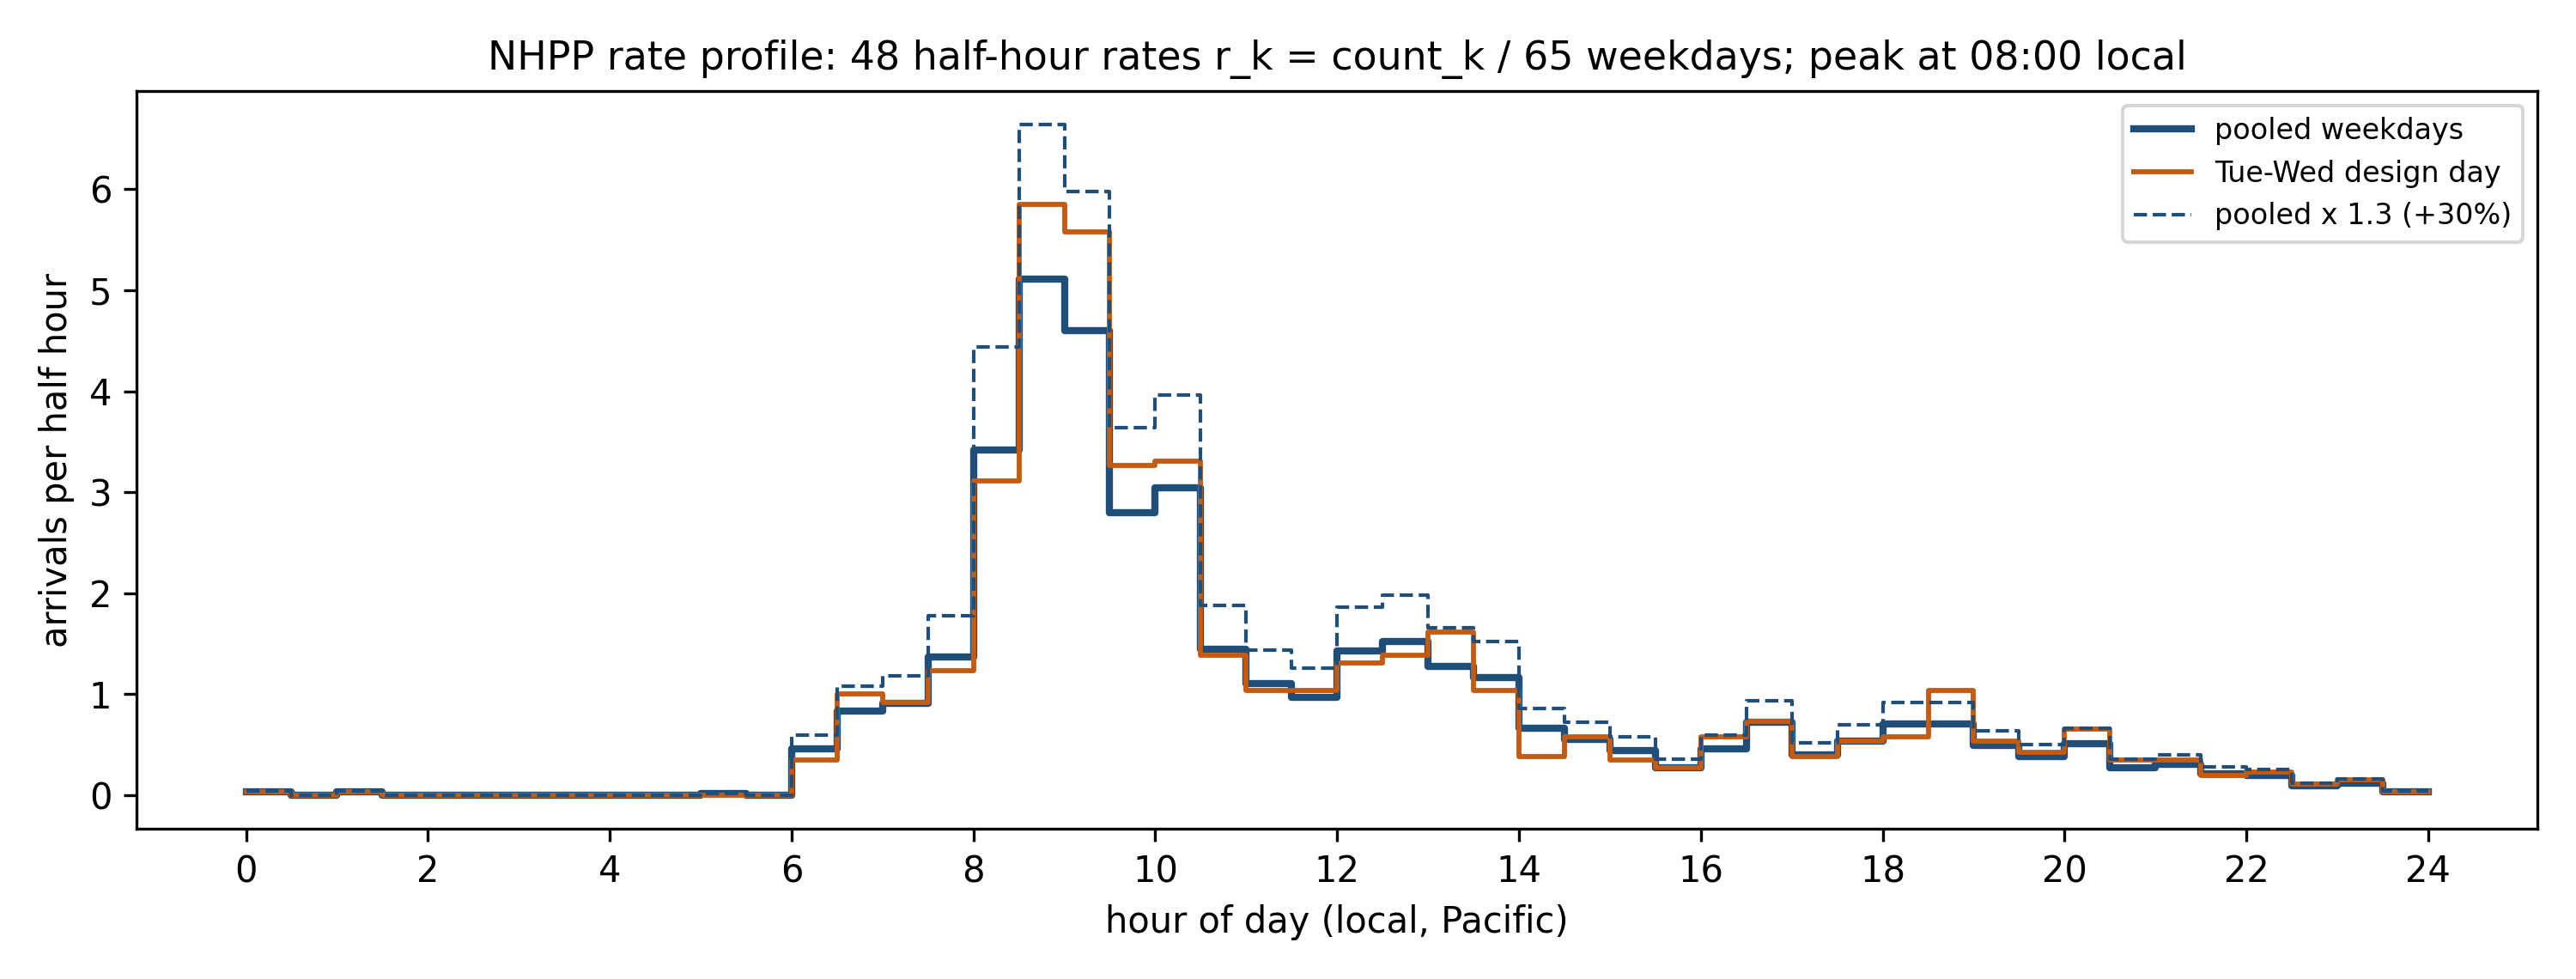 NHPP rate profile: 48 half-hour rates r_k = count_k / 65 weekdays; peak at 08:00 local
pooled weekdays
Tue-Wed design day
pooled x 1.3 (+30%)
arrivals per half hour
6
5
4
3
2
1
0
0 2 4 6 8 10 12 14 16 18 20 22 24
hour of day (local, Pacific)